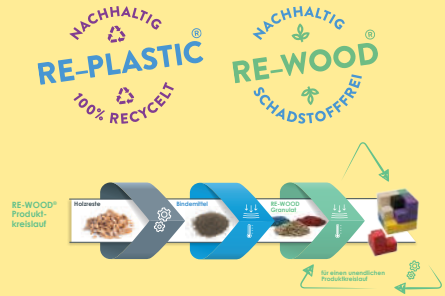 NACHHALTIG
RE–PLASTIC®
100% RECYCELT
NACHHALTIG
RE–WOOD®
SCHADSTOFFFREI
RE-WOOD®
Produkt-
kreislauf
Holzreste
Bindemittel
RE-WOOD
Granulat
für einen unendlichen
Produktkreislauf